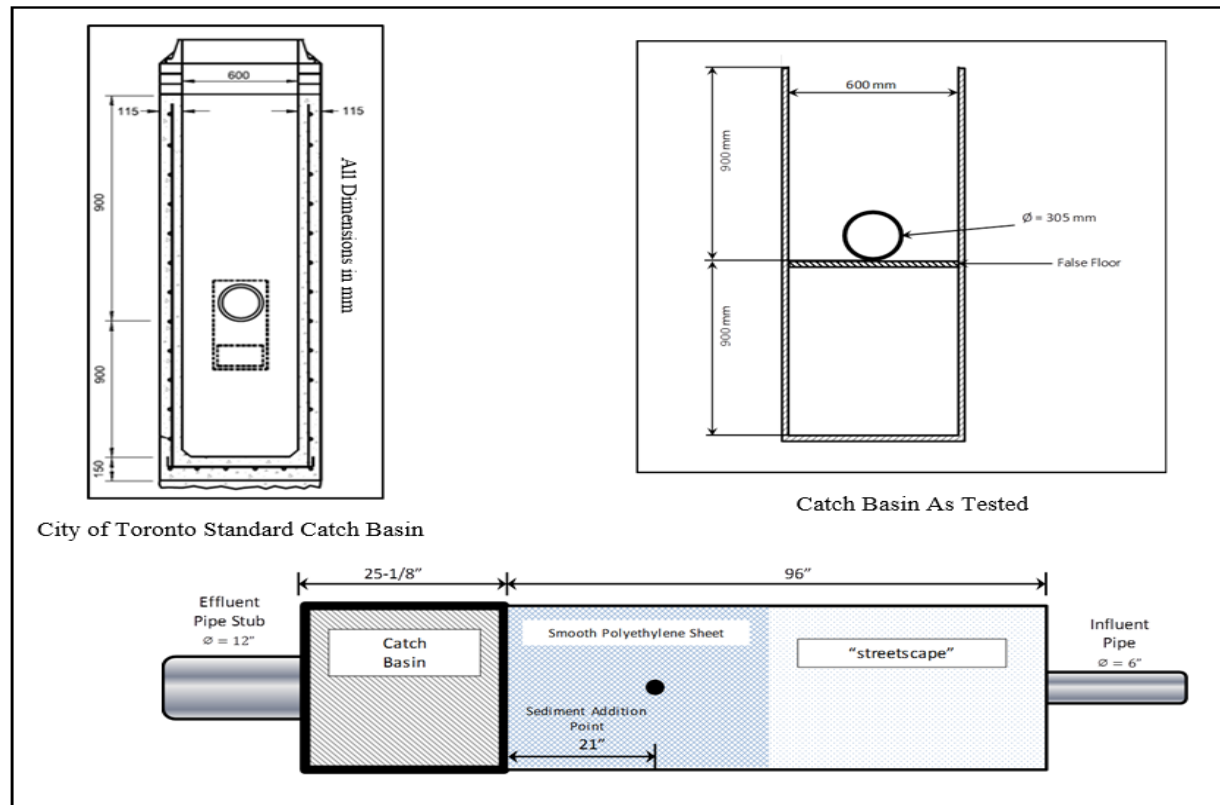 600
115
115
900
900
150
All Dimensions in mm
City of Toronto Standard Catch Basin
600 mm
900 mm
Ø = 305 mm
False Floor
900 mm
Catch Basin As Tested
25-1/8”
96”
Effluent
Pipe Stub
Ø = 12”
Catch
Basin
Smooth Polyethylene Sheet
Sediment Addition
Point
21”
“streetscape”
Influent
Pipe
Ø = 6”